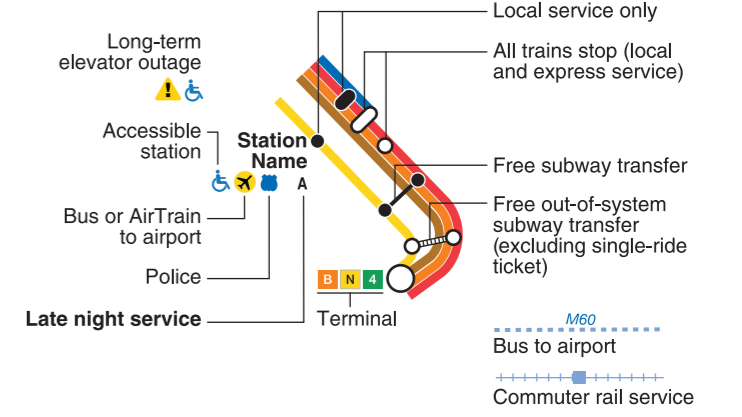 Local service only
Long-term
elevator outage
All trains stop (local
and express service)
Accessible
station
Station
Name
A
Free subway transfer
Bus or AirTrain
to airport
Free out-of-system
subway transfer
(excluding single-ride
ticket)
Police
B N 4
Late night service
Terminal
M60
Bus to airport
Commuter rail service